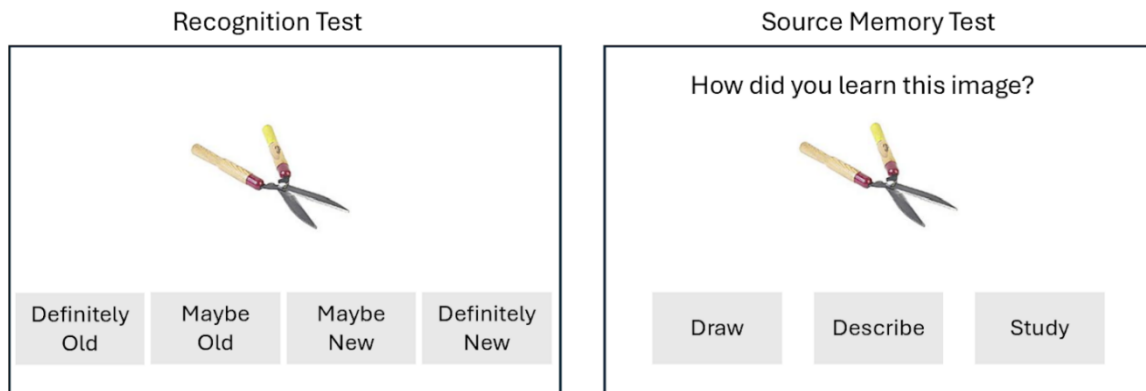 Recognition Test
Definitely
Old
Maybe
Old
Maybe
New
Definitely
New
Source Memory Test
How did you learn this image?
Draw
Describe
Study